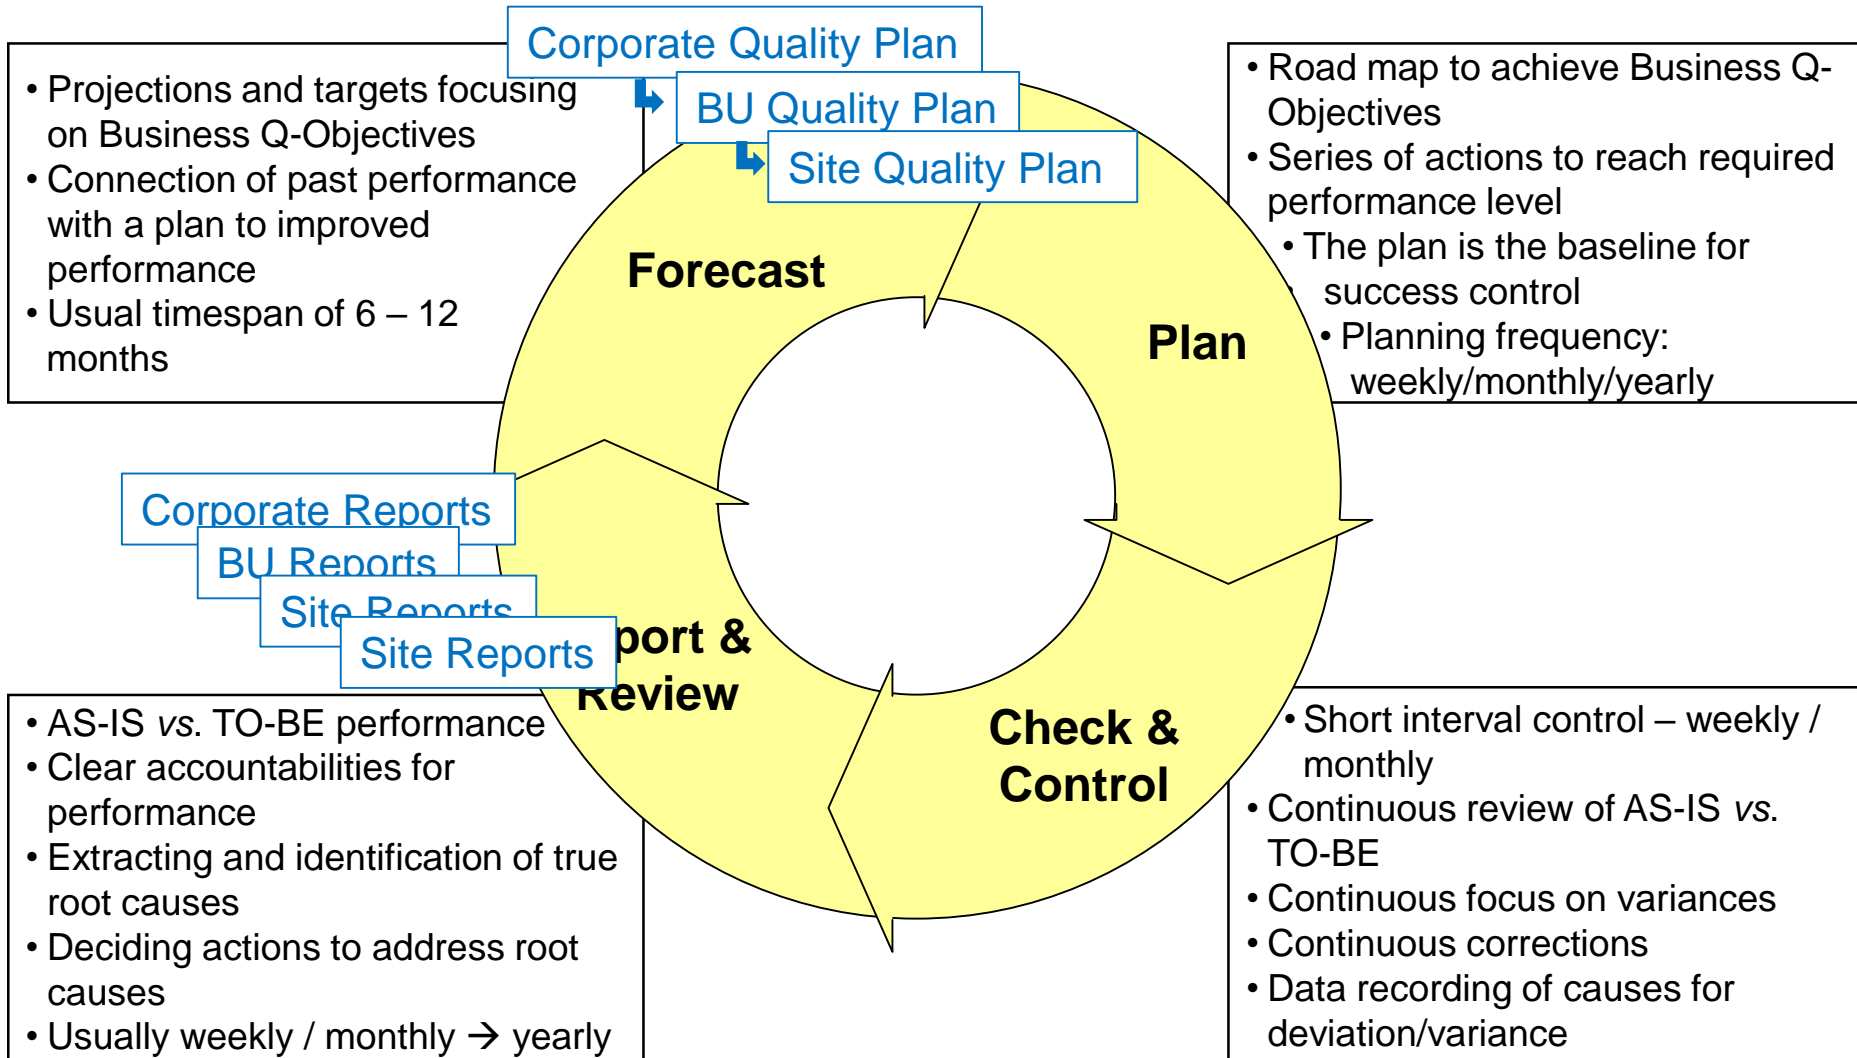 Corporate Quality Plan
BU Quality Plan
Site Quality Plan
• Projections and targets focusing
on Business Q-Objectives
• Connection of past performance
with a plan to improved
performance
• Usual timespan of 6 – 12
months
• Road map to achieve Business Q-
Objectives
• Series of actions to reach required
performance level
• The plan is the baseline for
success control
• Planning frequency:
weekly/monthly/yearly
Forecast
Plan
Corporate Reports
BU Reports
Site Reports
Site Reports
port &
Review
Check &
Control
• AS-IS vs. TO-BE performance
• Clear accountabilities for
performance
• Extracting and identification of true
root causes
• Deciding actions to address root
causes
• Usually weekly / monthly → yearly
• Short interval control – weekly /
monthly
• Continuous review of AS-IS vs.
TO-BE
• Continuous focus on variances
• Continuous corrections
• Data recording of causes for
deviation/variance